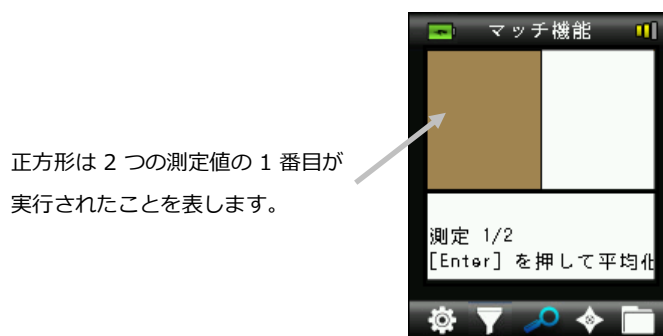 マッチ機能
正方形は 2 つの測定値の 1 番目が
実行されたことを表します。
測定 1/2
[Enter] を押して平均化